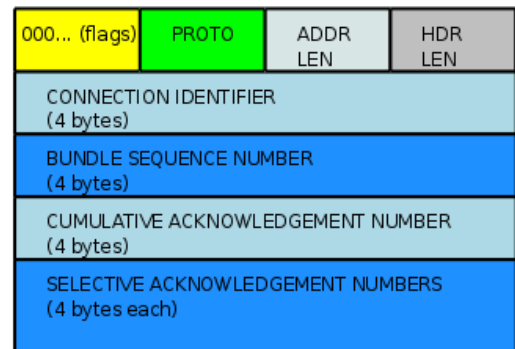 000... (flags) PROTO ADDR HDR
LEN LEN
CONNECTION IDENTIFIER
(4 bytes)
BUNDLE SEQUENCE NUMBER
(4 bytes)
CUMULATIVE ACKNOWLEDGEMENT NUMBER
(4 bytes)
SELECTIVE ACKNOWLEDGEMENT NUMBERS
(4 bytes each)